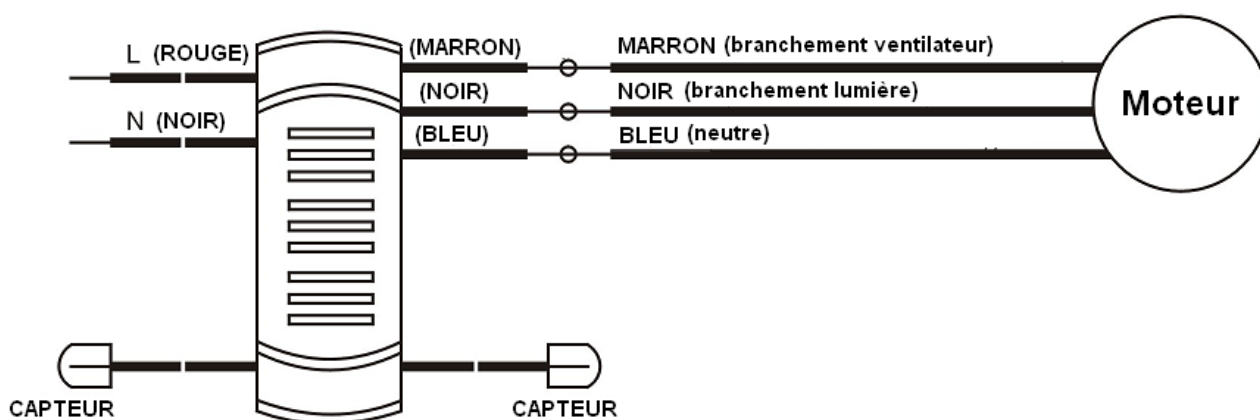 L (ROUGE)
N (NOIR)
(MARRON)
(NOIR)
(BLEU)
MARRON (branchement ventilateur)
NOIR (branchement lumière)
BLEU (neutre)
Moteur
CAPTEUR
CAPTEUR